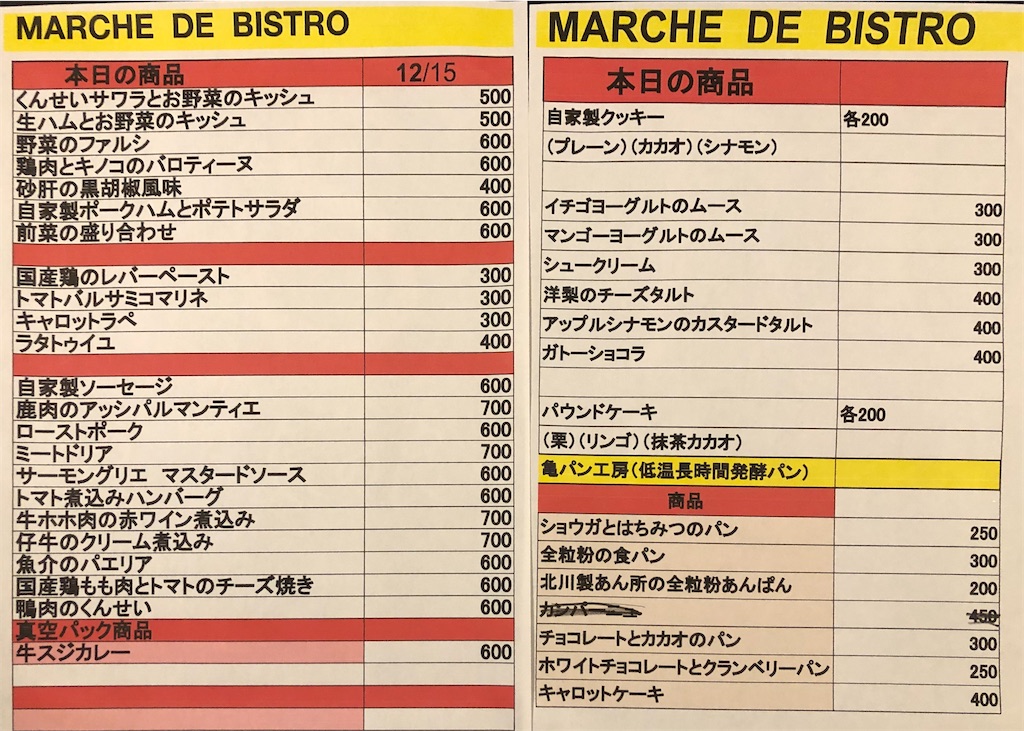 MARCHE DE BISTRO
本日の商品 12/15
くんせいサワラとお野菜のキッシュ 500
生ハムとお野菜のキッシュ 500
野菜のファルシ 600
鶏肉とキノコのバロティーヌ 600
砂肝の黒胡椒風味 400
自家製ポークハムとポテトサラダ 600
前菜の盛り合わせ 600
国産鶏のレバーペースト 300
トマトバルサミコマリネ 300
キャロットラペ 300
ラタトゥイユ 400
自家製ソーセージ 600
鹿肉のアッシパルマンティエ 700
ローストポーク 600
ミートドリア 700
サーモングリエ マスタードソース 600
トマト煮込みハンバーグ 600
牛ホホ肉の赤ワイン煮込み 700
仔牛のクリーム煮込み 700
魚介のパエリア 600
国産鶏もも肉とトマトのチーズ焼き 600
鴨肉のくんせい 600
真空パック商品
牛スジカレー 600
MARCHE DE BISTRO
本日の商品
自家製クッキー 各200
(プレーン)(カカオ)(シナモン)
イチゴヨーグルトのムース 300
マンゴーヨーグルトのムース 300
シュークリーム 300
洋梨のチーズタルト 400
アップルシナモンのカスタードタルト 400
ガトーショコラ 400
パウンドケーキ 各200
(栗)(リンゴ)(抹茶カカオ)
亀パン工房(低温長時間発酵パン)
商品
ショウガとはちみつのパン 250
全粒粉の食パン 300
北川製あん所の全粒粉あんぱん 200
カンパーニュ 450
チョコレートとカカオのパン 300
ホワイトチョコレートとクランベリーパン 250
キャロットケーキ 400